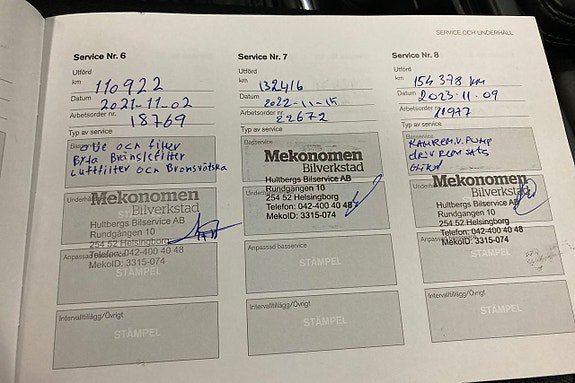 SERVICE OCH UNDERHÅLL
Service Nr. 6
Utförd
km 110922
Datum 2021-11-02
Arbetsorder nr 18769
Typ av service
Olje och filter
Byta Bränslefilter
Luftfilter och Bromsvätska
Mekonomen
Bilverkstad
Hultbergs Bilservice AB
Rundgången 10
254 52 Helsingborg
Telefon: 042-400 40 48
MekoID: 3315-074
Anpassad basservice
STÄMPEL
Intervalltillägg/Övrigt
STÄMPEL
Service Nr. 7
Utförd
km 132416
Datum 2022-11-15
Arbetsorder nr 22672
Typ av service
Basservice
Mekonomen
Bilverkstad
Hultbergs Bilservice AB
Rundgången 10
254 52 Helsingborg
Telefon: 042-400 40 48
MekoID: 3315-074
Anpassad basservice
STÄMPEL
Intervalltillägg/Övrigt
STÄMPEL
Service Nr. 8
Utförd
km 154 378 km
Datum 2023-11-09
Arbetsorder nr
Typ av service
Basservice
KAMREM.V.PUMP
DRIVREMSATS
Mekonomen
Bilverkstad
Hultbergs Bilservice AB
Rundgången 10
254 52 Helsingborg
Telefon: 042-400 40 48
MekoID: 3315-074
Anpassad basservice
STÄMPEL
Intervalltillägg/Övrigt
STÄMPEL